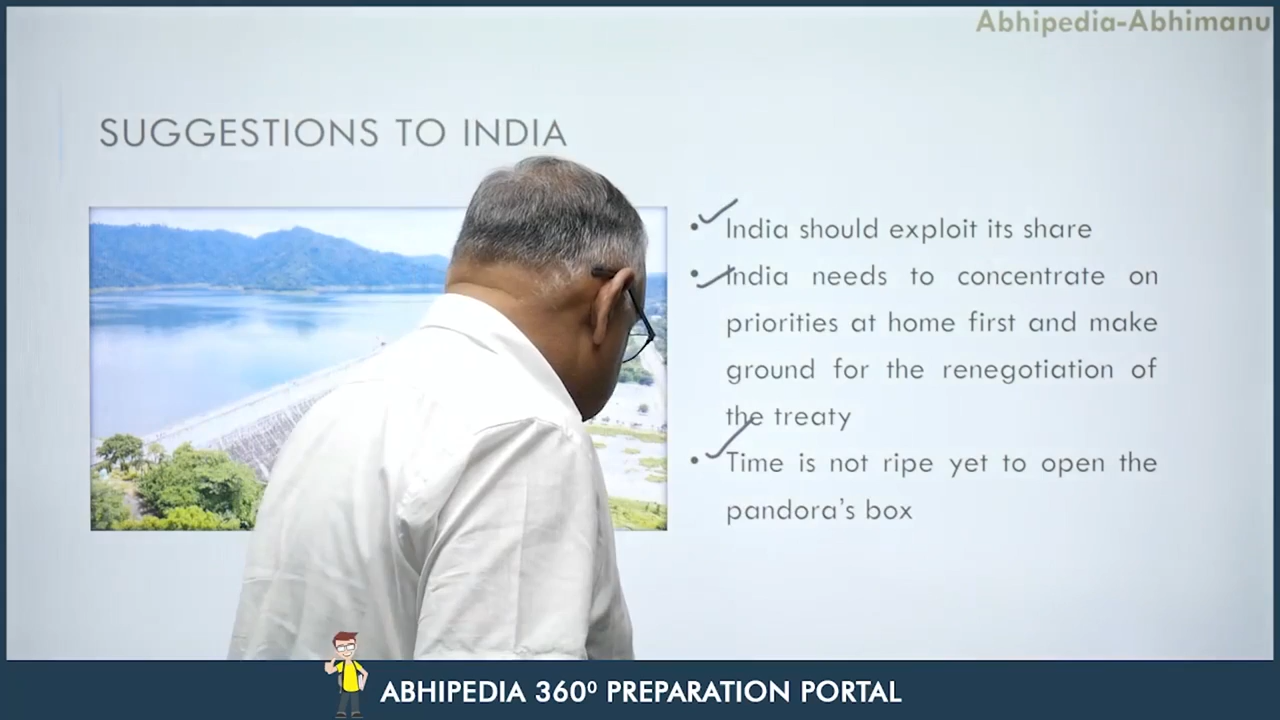 Abhipedia-Abhimanu
SUGGESTIONS TO INDIA
• India should exploit its share
• India needs to concentrate on
priorities at home first and make
ground for the renegotiation of
the treaty
• Time is not ripe yet to open the
pandora's box
ABHIPEDIA 360⁰ PREPARATION PORTAL